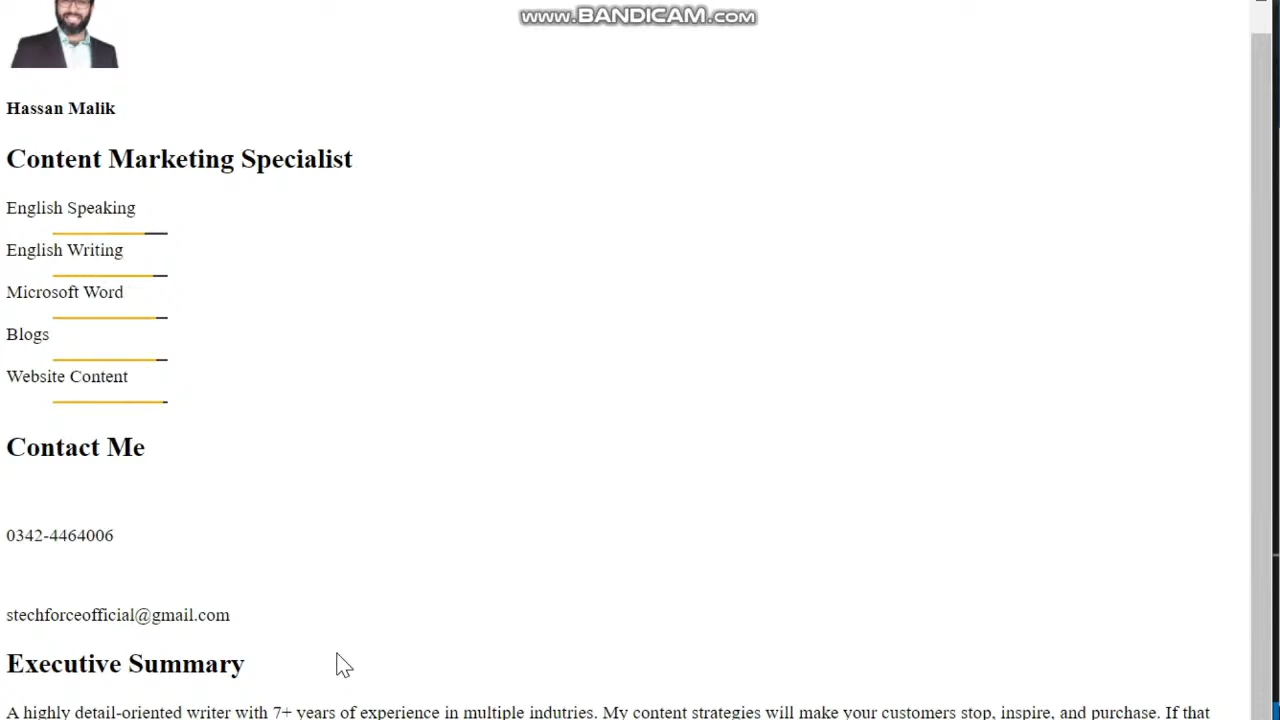 www.BANDICAM.com
Hassan Malik
Content Marketing Specialist
English Speaking
English Writing
Microsoft Word
Blogs
Website Content
Contact Me
0342-4464006
stechforceofficial@gmail.com
Executive Summary
A highly detail-oriented writer with 7+ years of experience in multiple indutries. My content strategies will make your customers stop, inspire, and purchase. If that